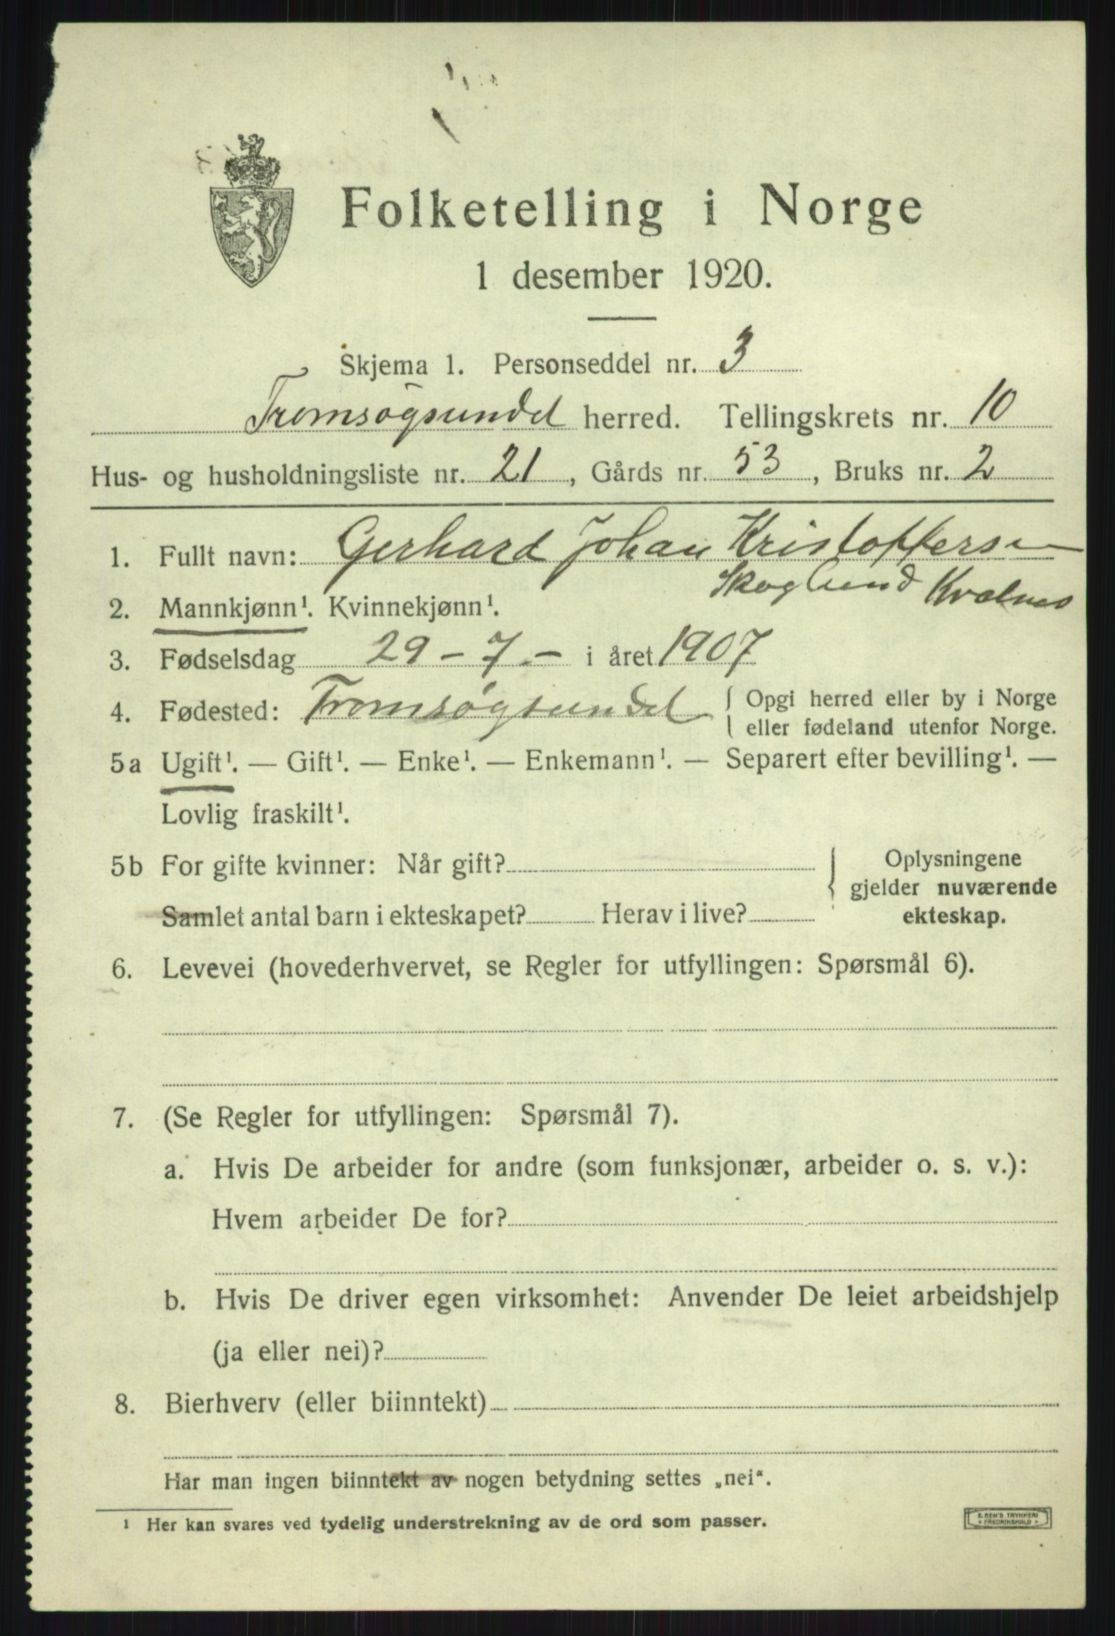 Folketelling i Norge
1 desember 1920.
Skjema 1. Personseddel nr. 3
Tromsøgsundet herred. Tellingskrets nr. 10
Hus- og husholdningsliste nr. 21, Gårds nr. 53, Bruks nr. 2
1. Fullt navn: Gerhard Johan Kristoffersen
Skoglund Kvalnes
2. Mannkjønn¹. Kvinnekjønn¹.
3. Fødselsdag 29 - 7. - i året 1907
4. Fødested: Tromsøgsundet { Opgi herred eller by i Norge
eller fødeland utenfor Norge.
5a Ugift¹. — Gift¹. — Enke¹. — Enkemann¹. — Separert efter bevilling¹. —
Lovlig fraskilt¹.
5b For gifte kvinner: Når gift? } Oplysningene
gjelder nuværende
Samlet antal barn i ekteskapet? Herav i live? ekteskap.
6. Levevei (hovederhvervet, se Regler for utfyllingen: Spørsmål 6).
7. (Se Regler for utfyllingen: Spørsmål 7).
a. Hvis De arbeider for andre (som funksjonær, arbeider o. s. v.):
Hvem arbeider De for?
b. Hvis De driver egen virksomhet: Anvender De leiet arbeidshjelp
(ja eller nei)?
8. Bierhverv (eller biinntekt)
Har man ingen biinntekt av nogen betydning settes „nei“.
¹ Her kan svares ved tydelig understrekning av de ord som passer.